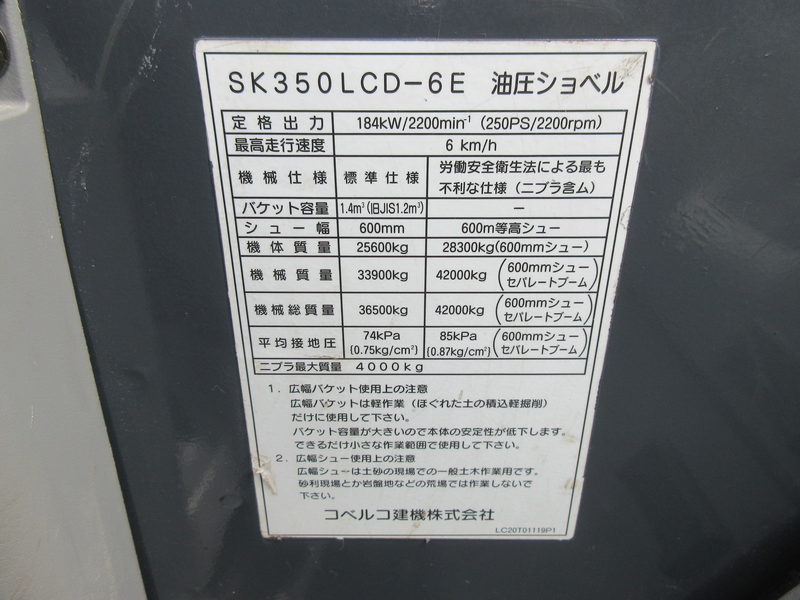 SK350LCD-6E 油圧ショベル
定格出力 184kW/2200min⁻¹ (250PS/2200rpm)
最高走行速度 6 km/h
機械仕様 標準仕様 労働安全衛生法による最も
不利な仕様(ニブラ含ム)
バケット容量 1.4m³(旧JIS1.2m³) —
シュー幅 600mm 600m等高シュー
機体質量 25600kg 28300kg(600mmシュー)
機械質量 33900kg 42000kg (600mmシュー
セパレートブーム)
機械総質量 36500kg 42000kg (600mmシュー
セパレートブーム)
平均接地圧 74kPa 85kPa (600mmシュー
{0.75kg/cm²} {0.87kg/cm²} セパレートブーム)
ニブラ最大質量 4000kg
1. 広幅バケット使用上の注意
広幅バケットは軽作業(ほぐれた土の積込軽掘削)
だけに使用して下さい。
バケット容量が大きいので本体の安定性が低下します。
できるだけ小さな作業範囲で使用して下さい。
2. 広幅シュー使用上の注意
広幅シューは土砂の現場での一般土木作業用です。
砂利現場とか岩盤地などの荒場では作業しないで
下さい。
コベルコ建機株式会社
LC20T01119P1